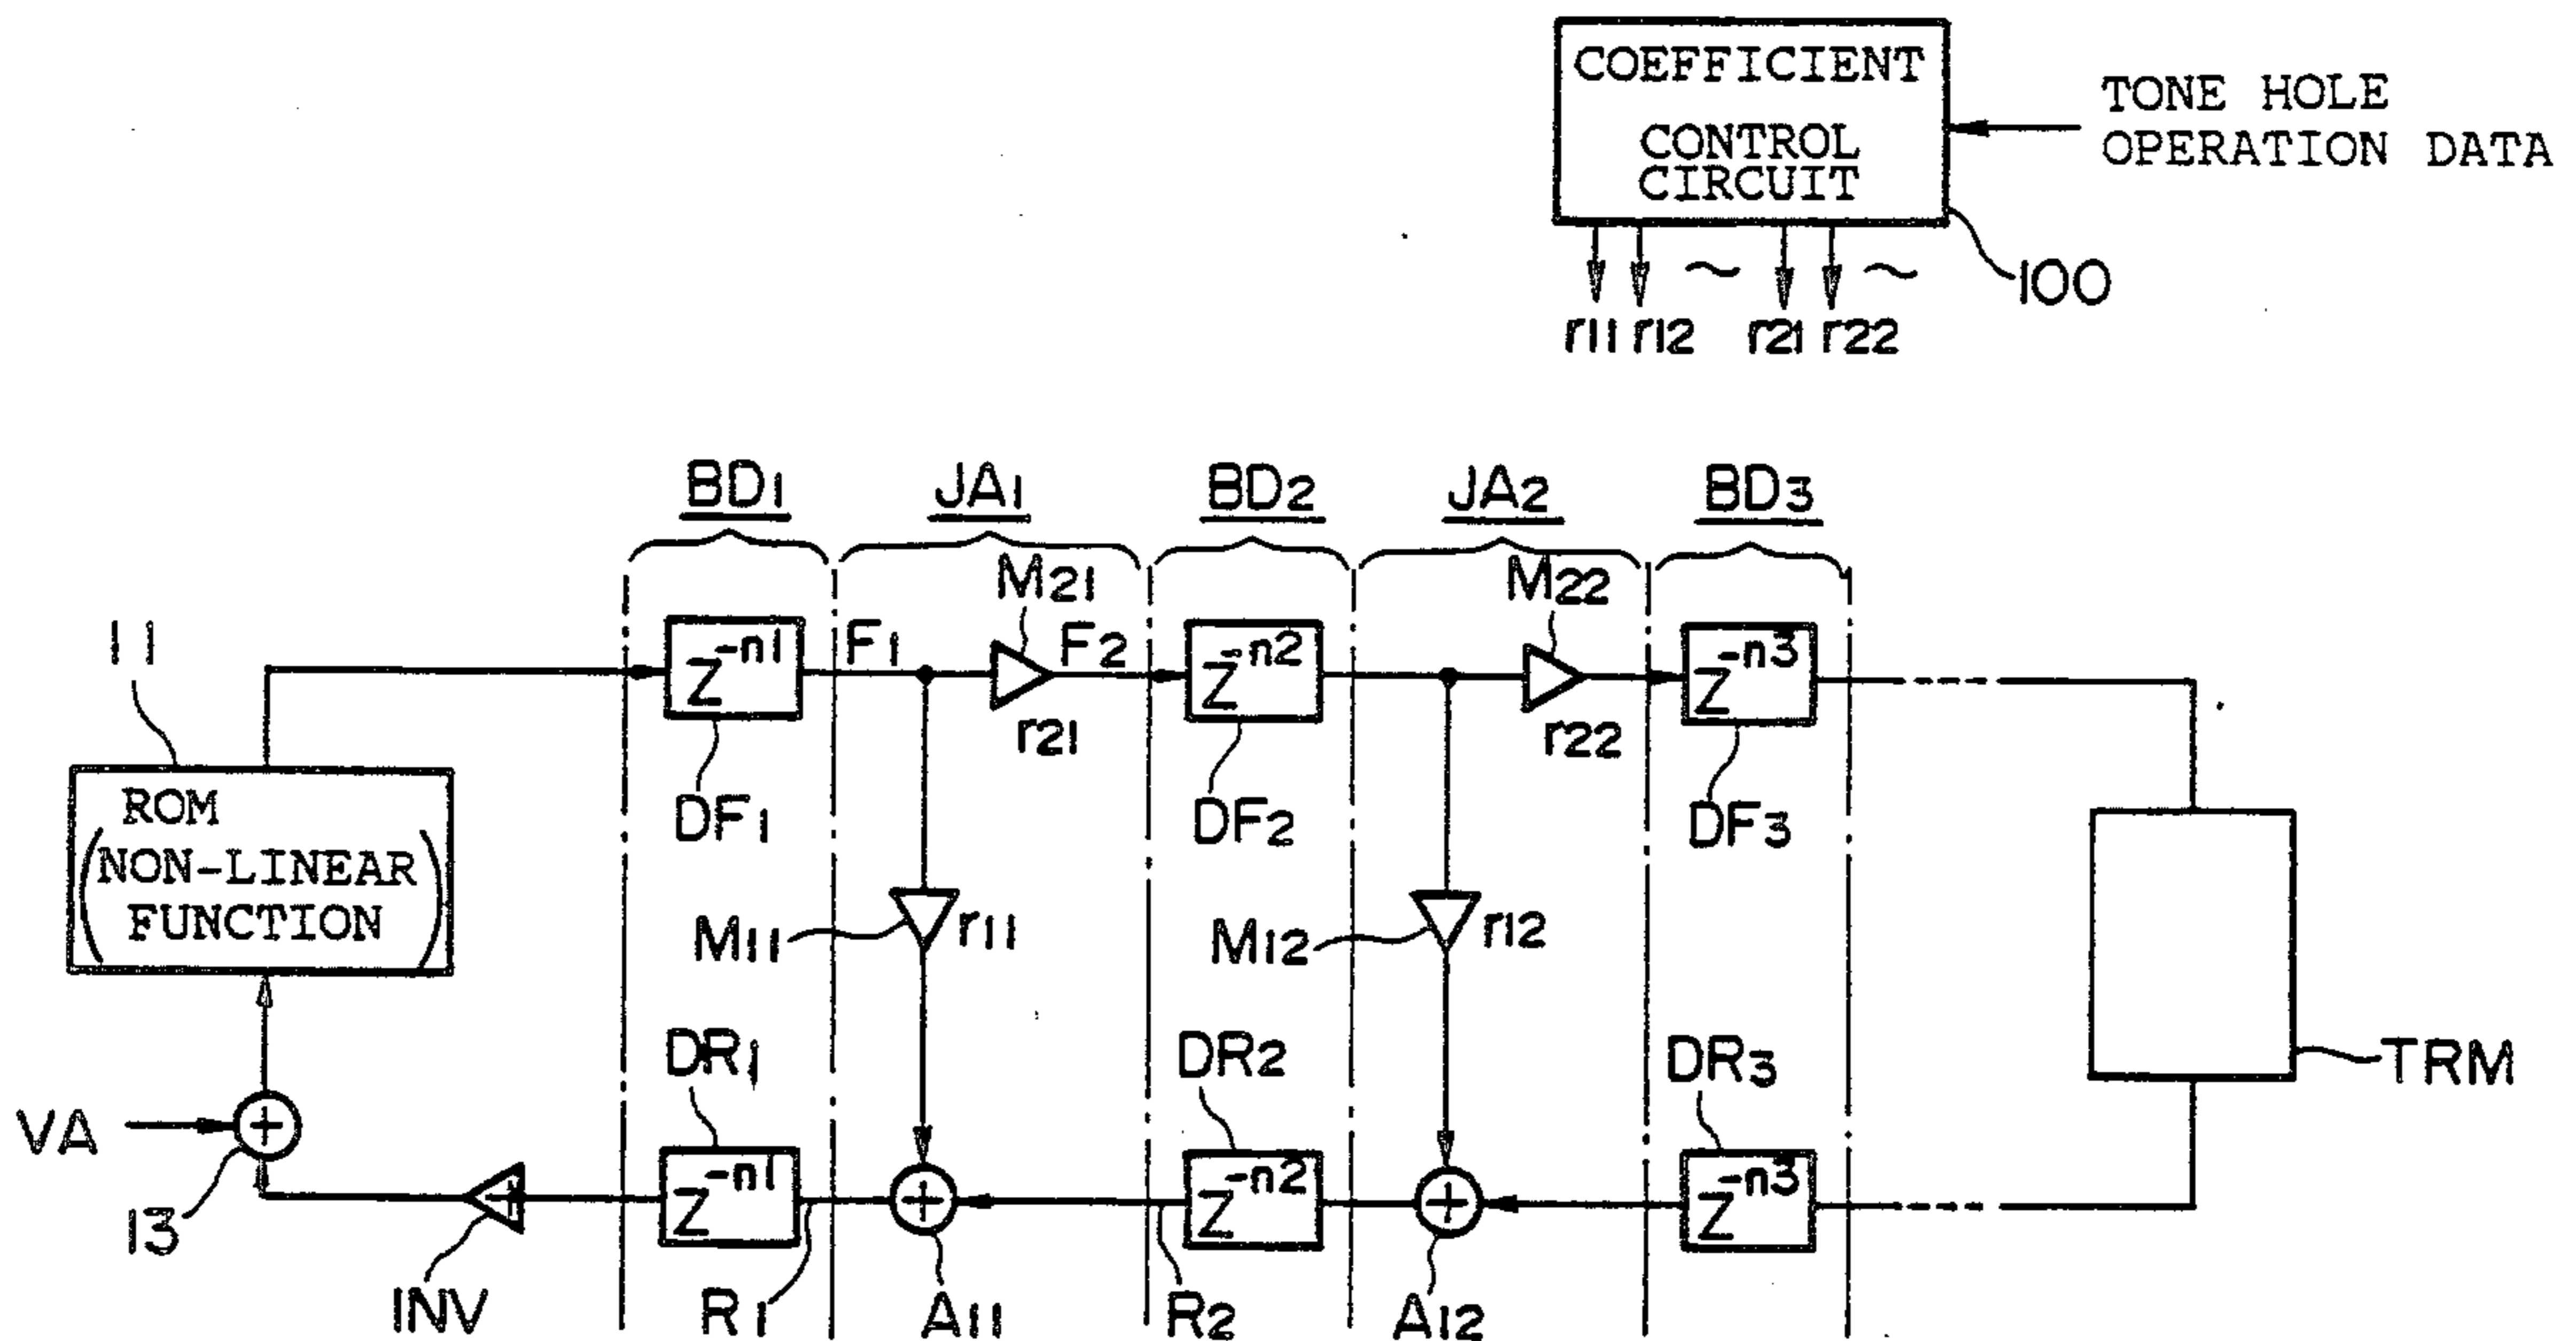 COEFFICIENT
CONTROL
CIRCUIT
TONE HOLE
OPERATION DATA
100
r11 r12 ~ r21 r22 ~
BD1 JA1 BD2 JA2 BD3
M21 M22
11
Z-n1 F1 F2 Z-n2 Z-n3
r21 r22
DF1 DF2 DF3
ROM
(NON-LINEAR
FUNCTION)
M11 r11 M12 r12
DR1 DR2 DR3
TRM
VA +
13
Z-n1 + Z-n2 + Z-n3
INV R1 A11 R2 A12